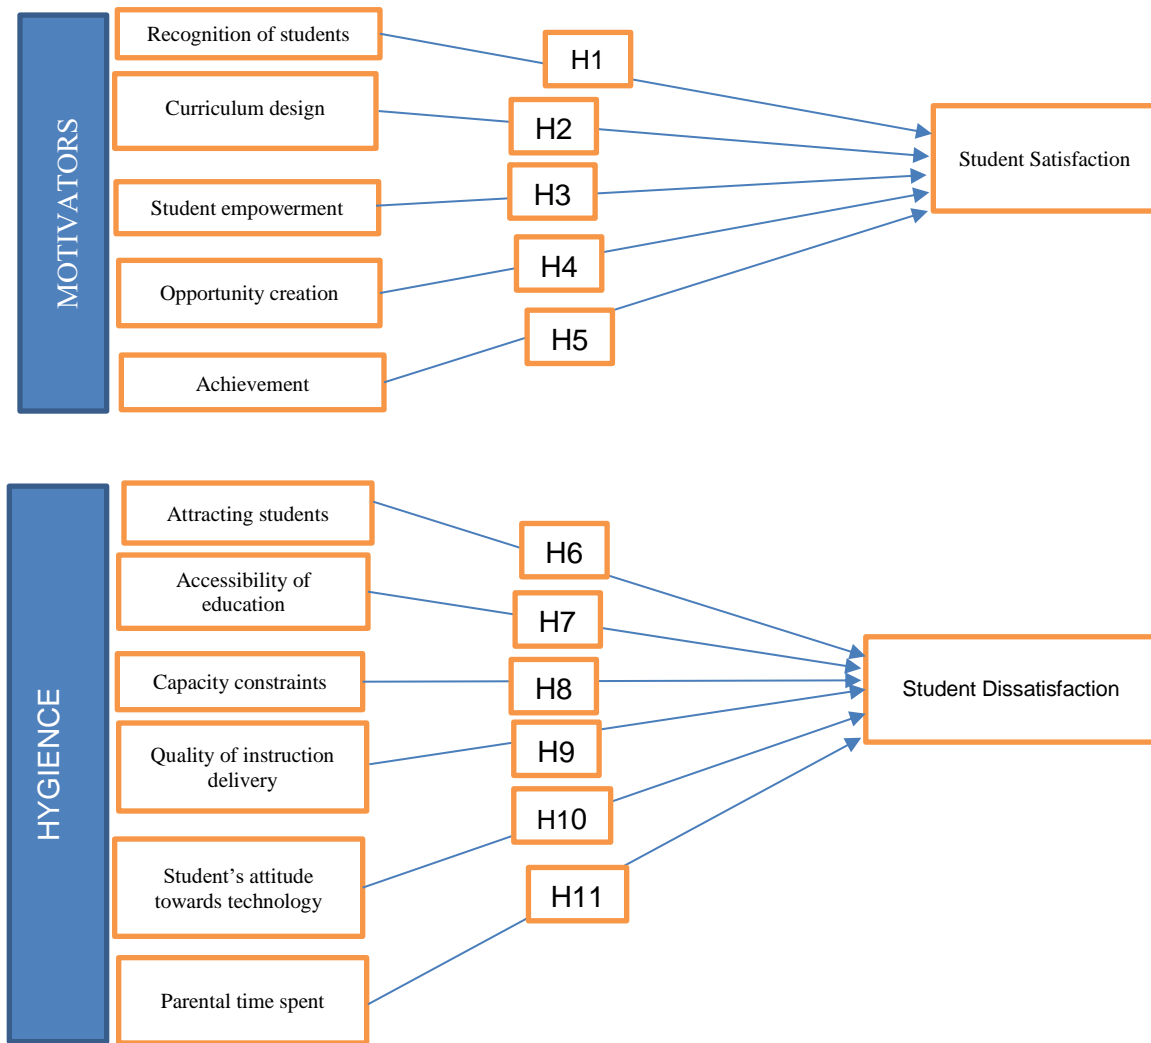 MOTIVATORS
Recognition of students
H1
Curriculum design
H2
Student empowerment
H3
Opportunity creation
H4
Achievement
H5
Student Satisfaction
HYGIENCE
Attracting students
H6
Accessibility of
education
H7
Capacity constraints
H8
Quality of instruction
delivery
H9
Student’s attitude
towards technology
H10
Parental time spent
H11
Student Dissatisfaction